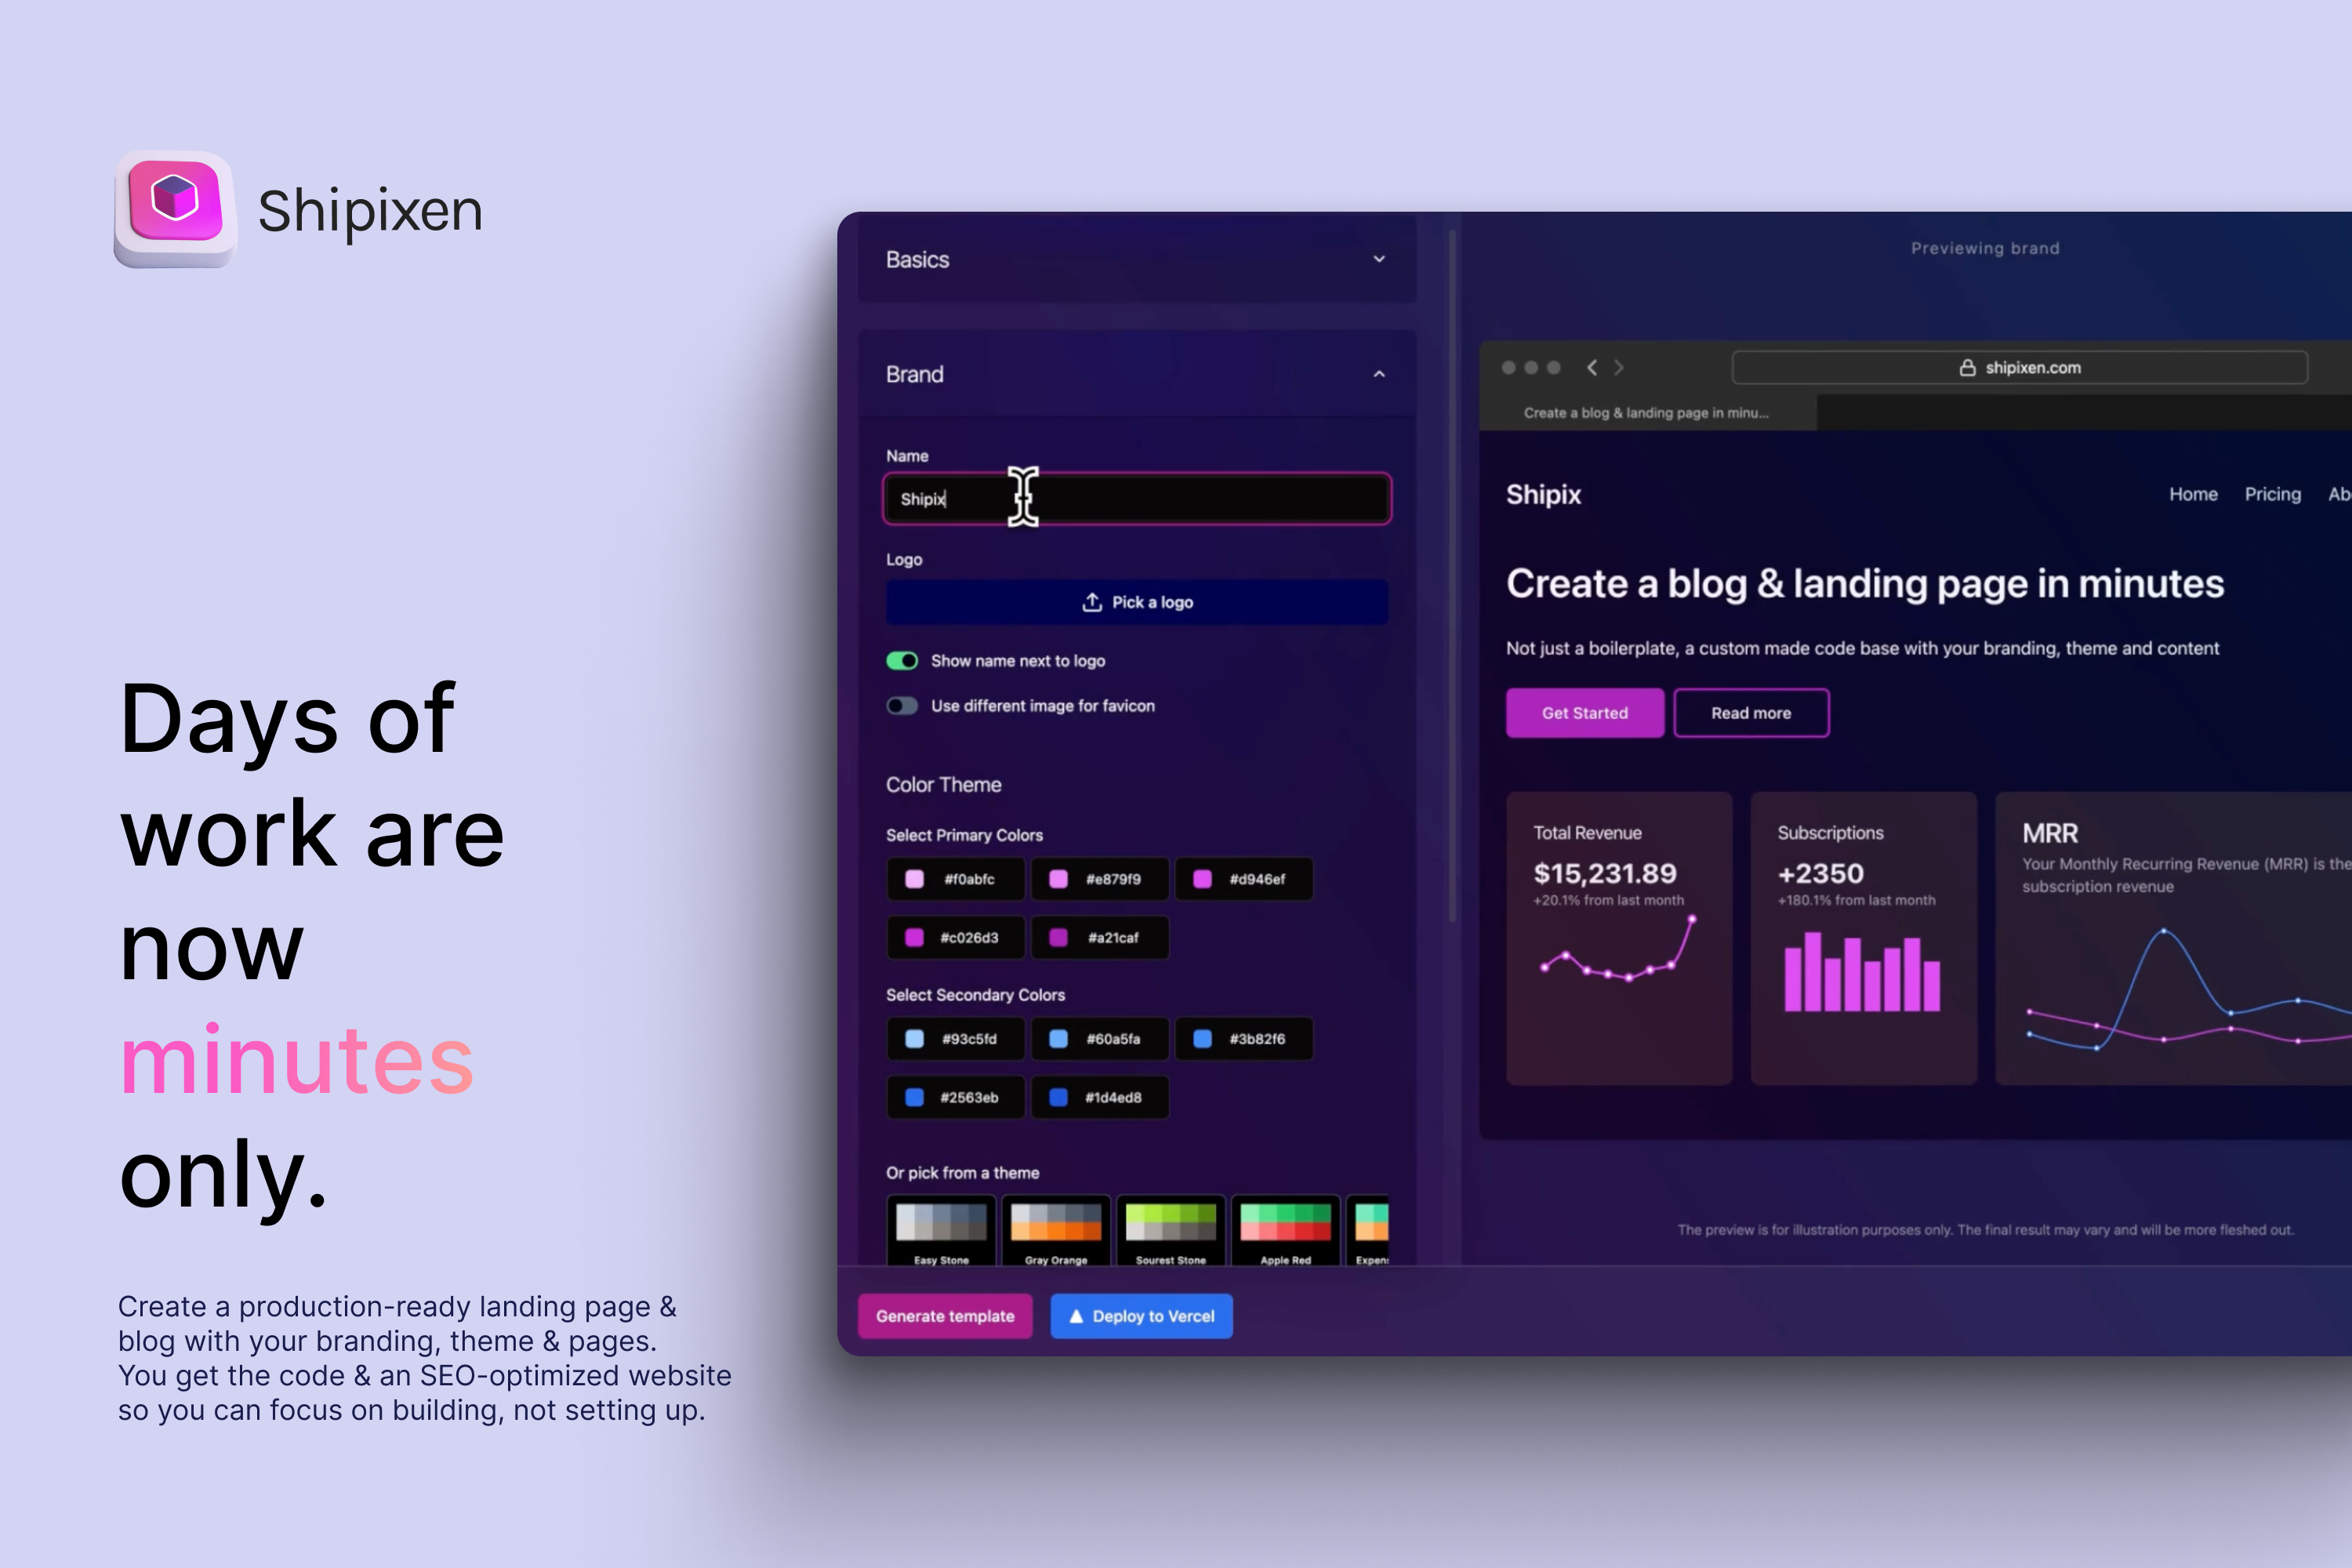 Shipixen
Days of
work are
now
minutes
only.
Create a production-ready landing page &
blog with your branding, theme & pages.
You get the code & an SEO-optimized website
so you can focus on building, not setting up.
Basics
Brand
Name
Shipix
Logo
Pick a logo
Show name next to logo
Use different image for favicon
Color Theme
Select Primary Colors
#f0abfc #e879f9 #d946ef
#c026d3 #a21caf
Select Secondary Colors
#93c5fd #60a5fa #3b82f6
#2563eb #1d4ed8
Or pick from a theme
Easy Stone Gray Orange Sourest Stone Apple Red Expens
Generate template Deploy to Vercel
Previewing brand
shipixen.com
Create a blog & landing page in minu...
Shipix Home Pricing Ab
Create a blog & landing page in minutes
Not just a boilerplate, a custom made code base with your branding, theme and content
Get Started Read more
Total Revenue
$15,231.89
+20.1% from last month
Subscriptions
+2350
+180.1% from last month
MRR
Your Monthly Recurring Revenue (MRR) is the
subscription revenue
The preview is for illustration purposes only. The final result may vary and will be more fleshed out.